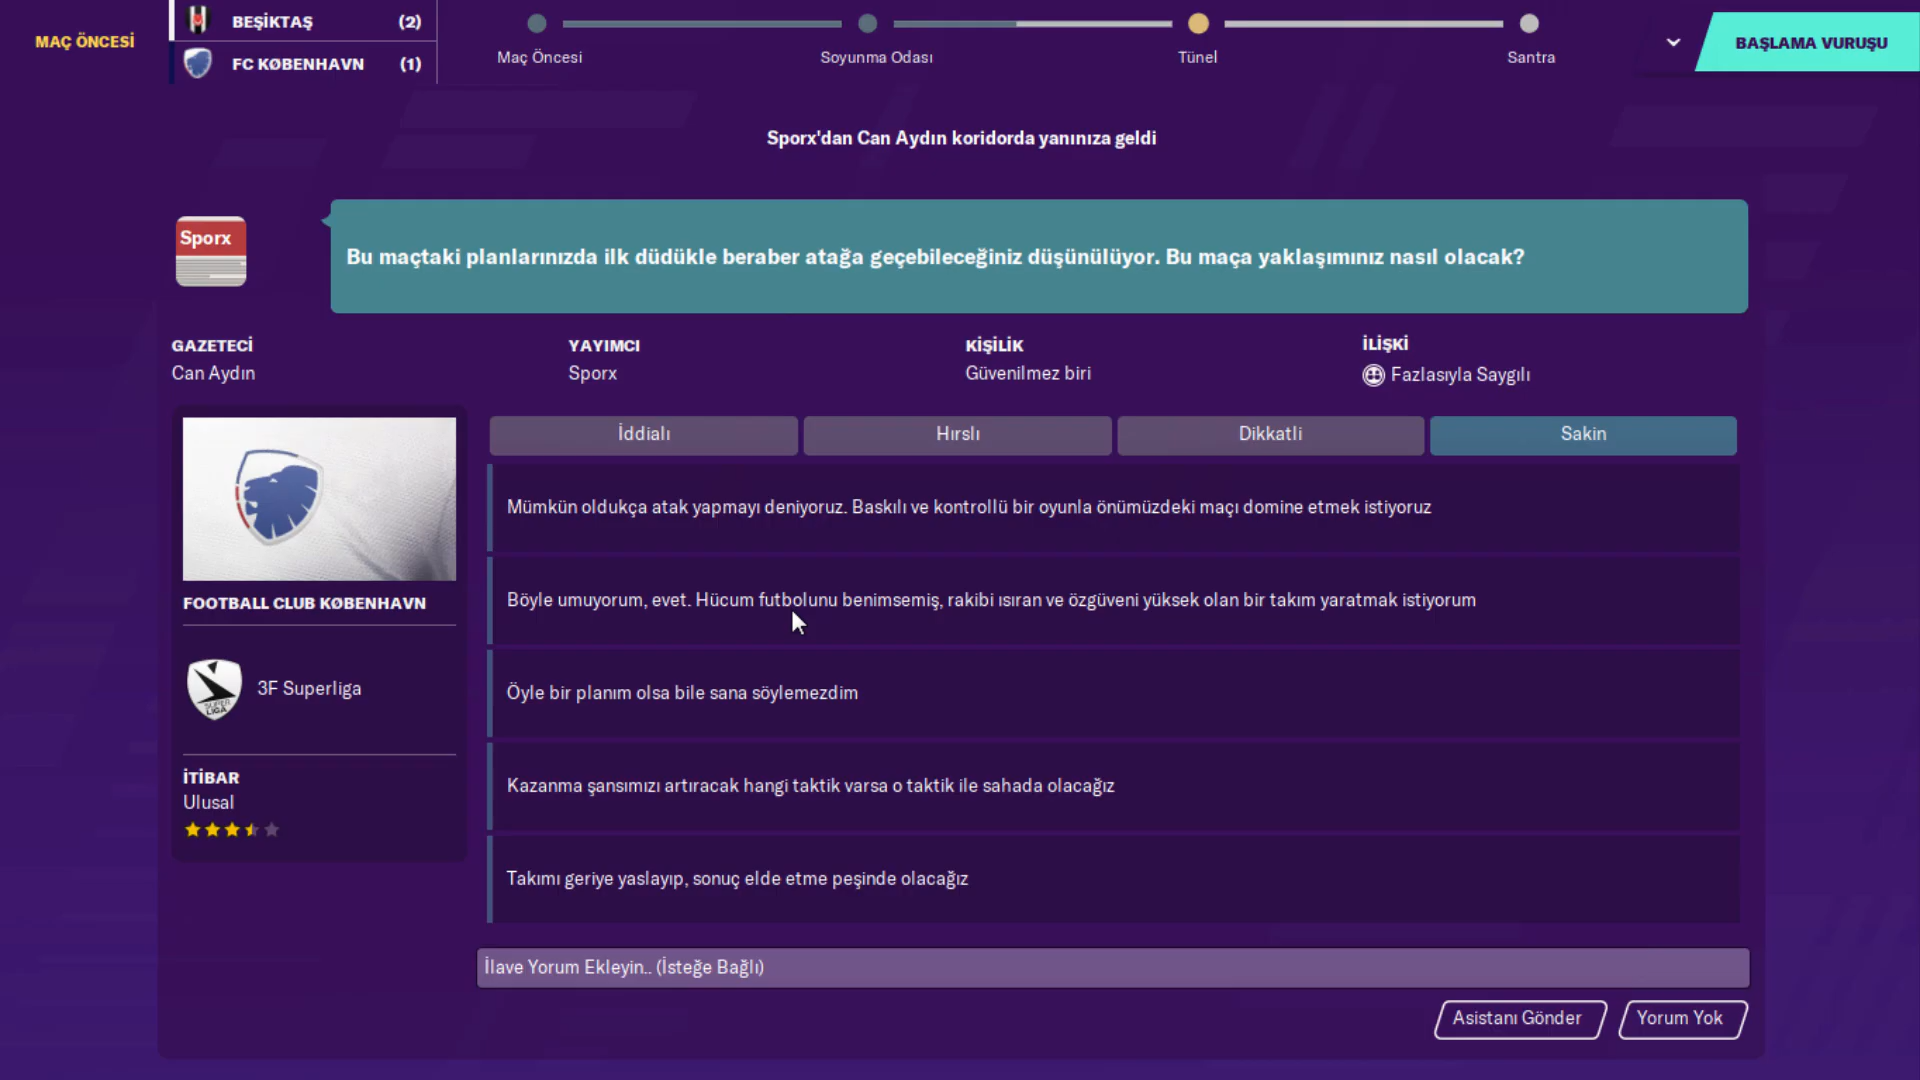 MAÇ ÖNCESİ
BEŞİKTAŞ (2)
FC KØBENHAVN (1)
Maç Öncesi
Soyunma Odası
Tünel
Santra
BAŞLAMA VURUŞU
Sporx'dan Can Aydın koridorda yanınıza geldi
Sporx
Bu maçtaki planlarınızda ilk düdükle beraber atağa geçebileceğiniz düşünülüyor. Bu maça yaklaşımınız nasıl olacak?
GAZETECİ
Can Aydın
YAYIMCI
Sporx
KİŞİLİK
Güvenilmez biri
İLİŞKİ
Fazlasıyla Saygılı
İddialı
Hırslı
Dikkatli
Sakin
Mümkün oldukça atak yapmayı deniyoruz. Baskılı ve kontrollü bir oyunla önümüzdeki maçı domine etmek istiyoruz
Böyle umuyorum, evet. Hücum futbolunu benimsemiş, rakibi ısıran ve özgüveni yüksek olan bir takım yaratmak istiyorum
Öyle bir planım olsa bile sana söylemezdim
Kazanma şansımızı artıracak hangi taktik varsa o taktik ile sahada olacağız
Takımı geriye yaslayıp, sonuç elde etme peşinde olacağız
FOOTBALL CLUB KØBENHAVN
SUPER
LIGA
3F Superliga
İTİBAR
Ulusal
İlave Yorum Ekleyin.. (İsteğe Bağlı)
Asistanı Gönder
Yorum Yok